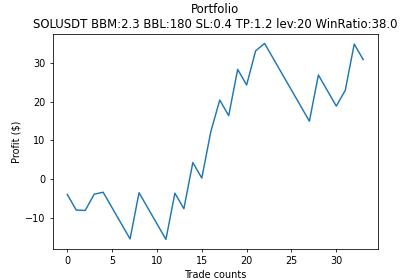 Portfolio
SOLUSDT BBM:2.3 BBL:180 SL:0.4 TP:1.2 lev:20 WinRatio:38.0
Profit ($)
30
20
10
0
−10
0 5 10 15 20 25 30
Trade counts